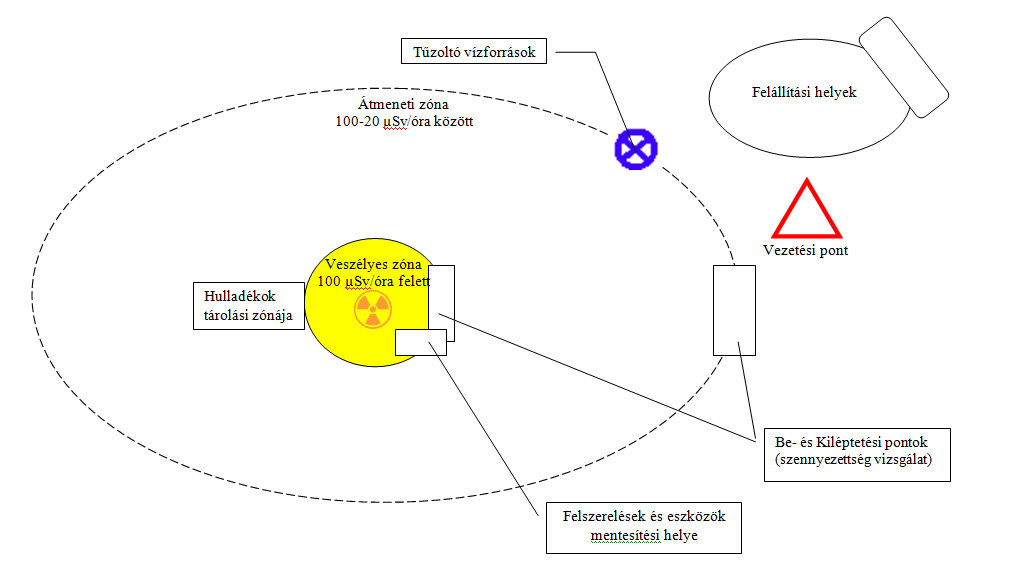 Tűzoltó vízforrások
Felállítási helyek
Átmeneti zóna
100-20 µSv/óra között
Vezetési pont
Veszélyes zóna
100 µSv/óra felett
Hulladékok
tárolási zónája
Be- és Kiléptetési pontok
(szennyezettség vizsgálat)
Felszerelések és eszközök
mentesítési helye